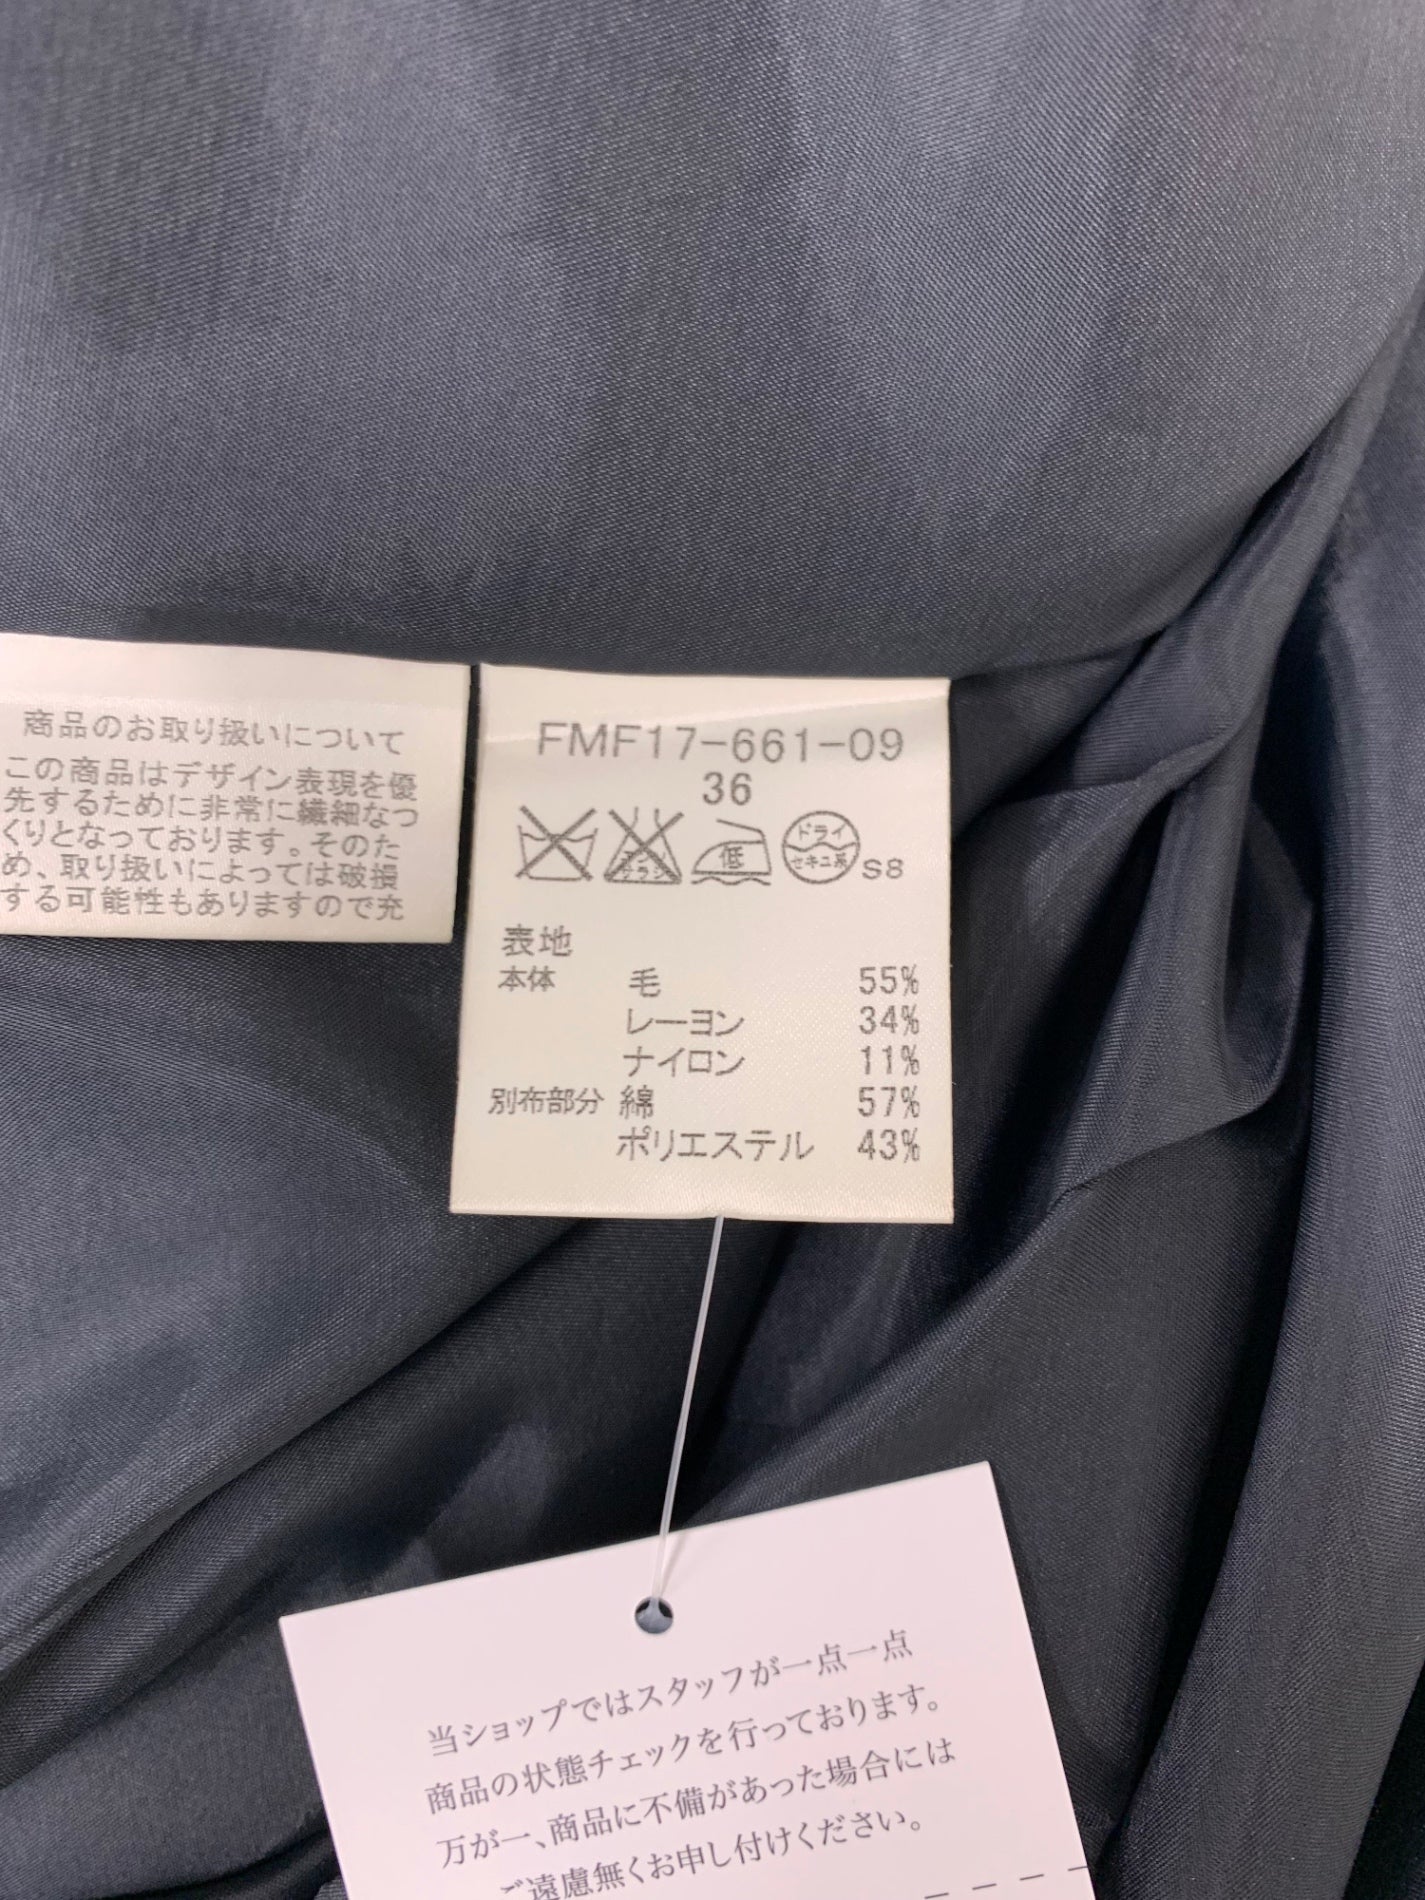 商品のお取り扱いについて
この商品はデザイン表現を優
先するために非常に繊細なつ
くりとなっております。そのた
め、取り扱いによっては破損
する可能性もありますので充
FMF17-661-09
36
エンソサラシ
低
ドライ
セキユ系
S8
表地
本体 毛 55%
レーヨン 34%
ナイロン 11%
別布部分 綿 57%
ポリエステル 43%
当ショップではスタッフが一点一点
商品の状態チェックを行っております。
万が一、商品に不備があった場合には
ご遠慮無くお申し付けください。